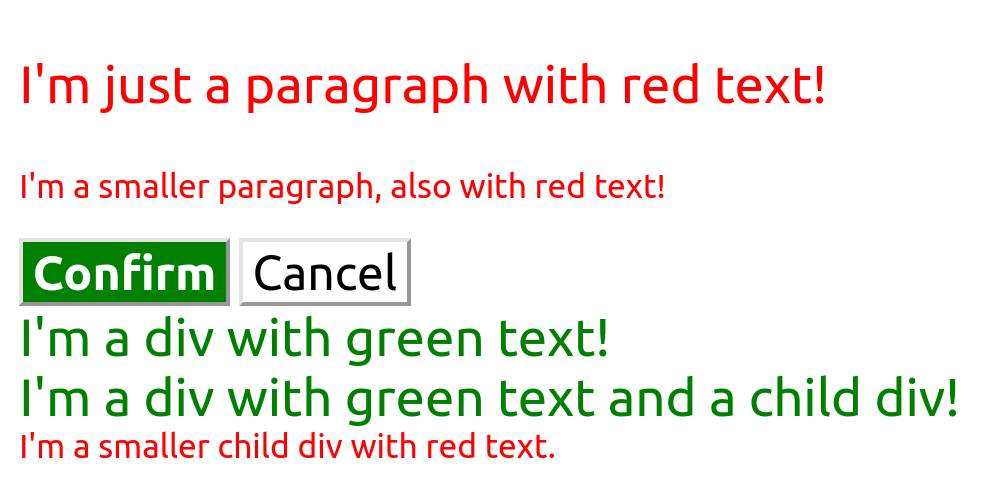 I'm just a paragraph with red text!
I'm a smaller paragraph, also with red text!
Confirm Cancel
I'm a div with green text!
I'm a div with green text and a child div!
I'm a smaller child div with red text.